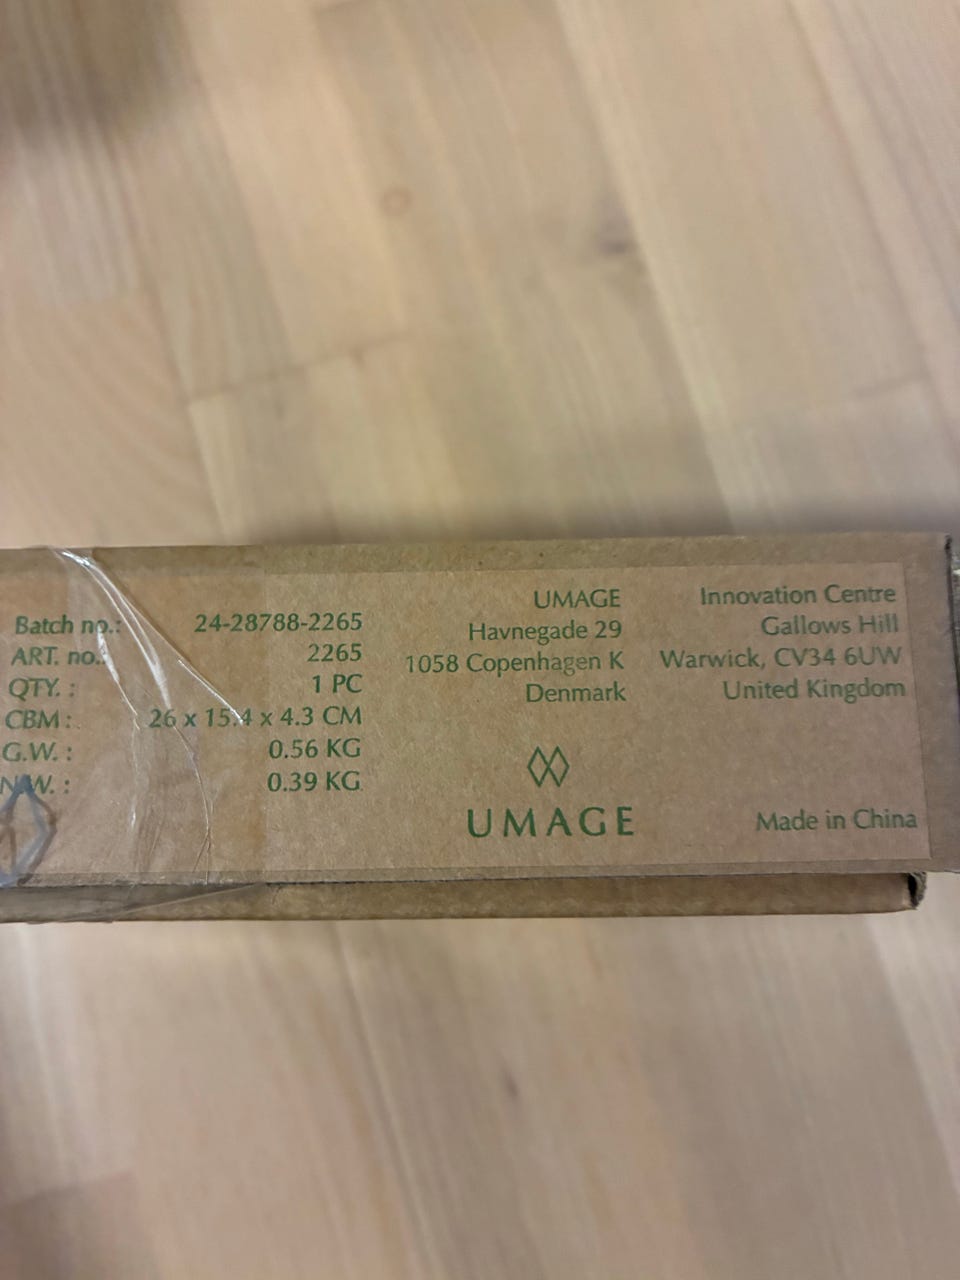 Batch no.: 24-28788-2265
ART. no.: 2265
QTY. : 1 PC
CBM : 26 x 15.4 x 4.3 CM
G.W. : 0.56 KG
N.W. : 0.39 KG
UMAGE
Havnegade 29
1058 Copenhagen K
Denmark
UMAGE
Innovation Centre
Gallows Hill
Warwick, CV34 6UW
United Kingdom
Made in China